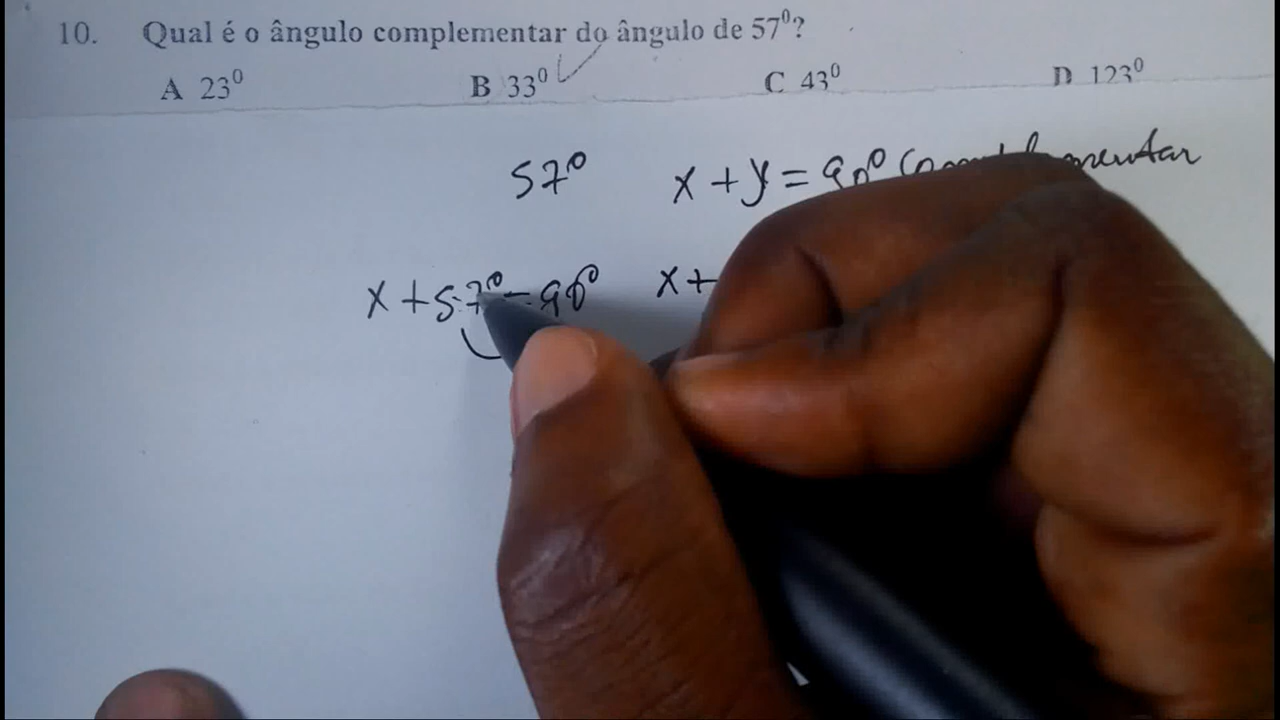 10. Qual é o ângulo complementar do ângulo de 57⁰?
A 23⁰ B 33⁰ C 43⁰ D 123⁰
57⁰ x + y = 90⁰
x + 57⁰ = 90⁰ x +